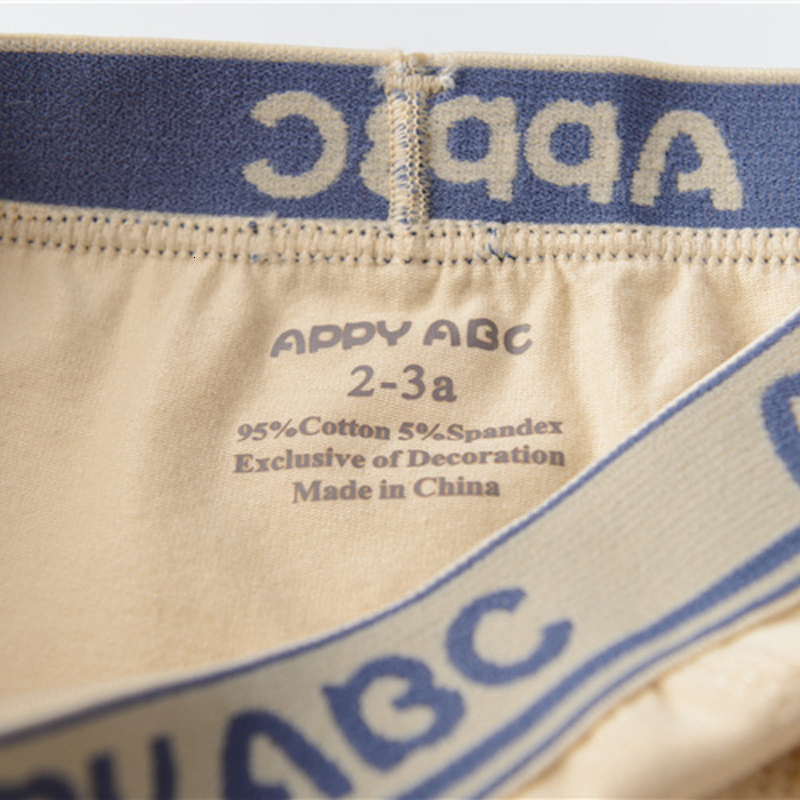 APPY ABC
2-3a
95%Cotton 5%Spandex
Exclusive of Decoration
Made in China
ABC